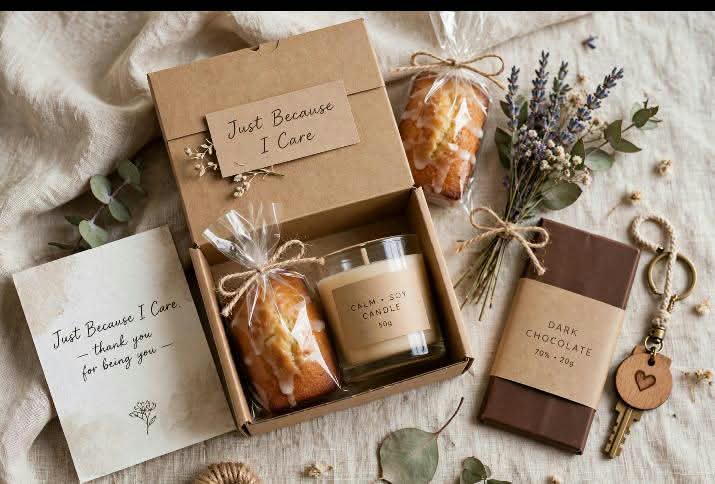 Just Because
I Care
Just Because I Care,
— thank you
for being you —
CALM • SOY
CANDLE
50g
DARK
CHOCOLATE
70% • 20g